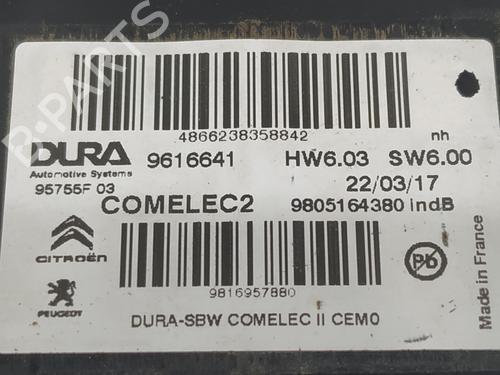 4866238358842
nh
DURA 9616641 HW6.03 SW6.00
Automotive Systems
95755F 03
22/03/17
COMELEC2 9805164380 indB
CITROËN
Pb
9816957880
PEUGEOT
DURA-SBW COMELEC II CEM0
Made in France
B-PARTS